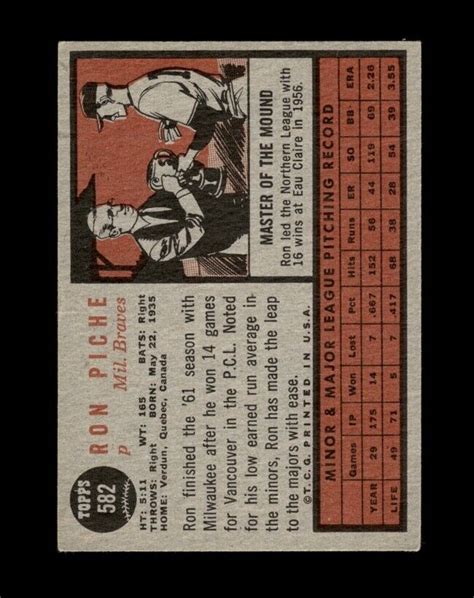 TOPPS
582
RON PICHE
P Mil. Braves
HT: 5:11 WT: 165 BATS: Right
THROWS: Right BORN: May 22, 1935
HOME: Verdun, Quebec, Canada
Ron finished the '61 season with
Milwaukee after he won 14 games
for Vancouver in the P.C.L. Noted
for his low earned run average in
the minors, Ron has made the leap
to the majors with ease.
©T.C.G. PRINTED IN U.S.A.
MASTER OF THE MOUND
Ron led the Northern League with
16 wins at Eau Claire in 1956.
MINOR & MAJOR LEAGUE PITCHING RECORD
Games IP Won Lost Pct Hits Runs ER SO BB ERA
YEAR 29 175 14 7 .667 152 56 44 119 69 2.26
LIFE 49 71 5 7 .417 68 38 28 54 39 3.55